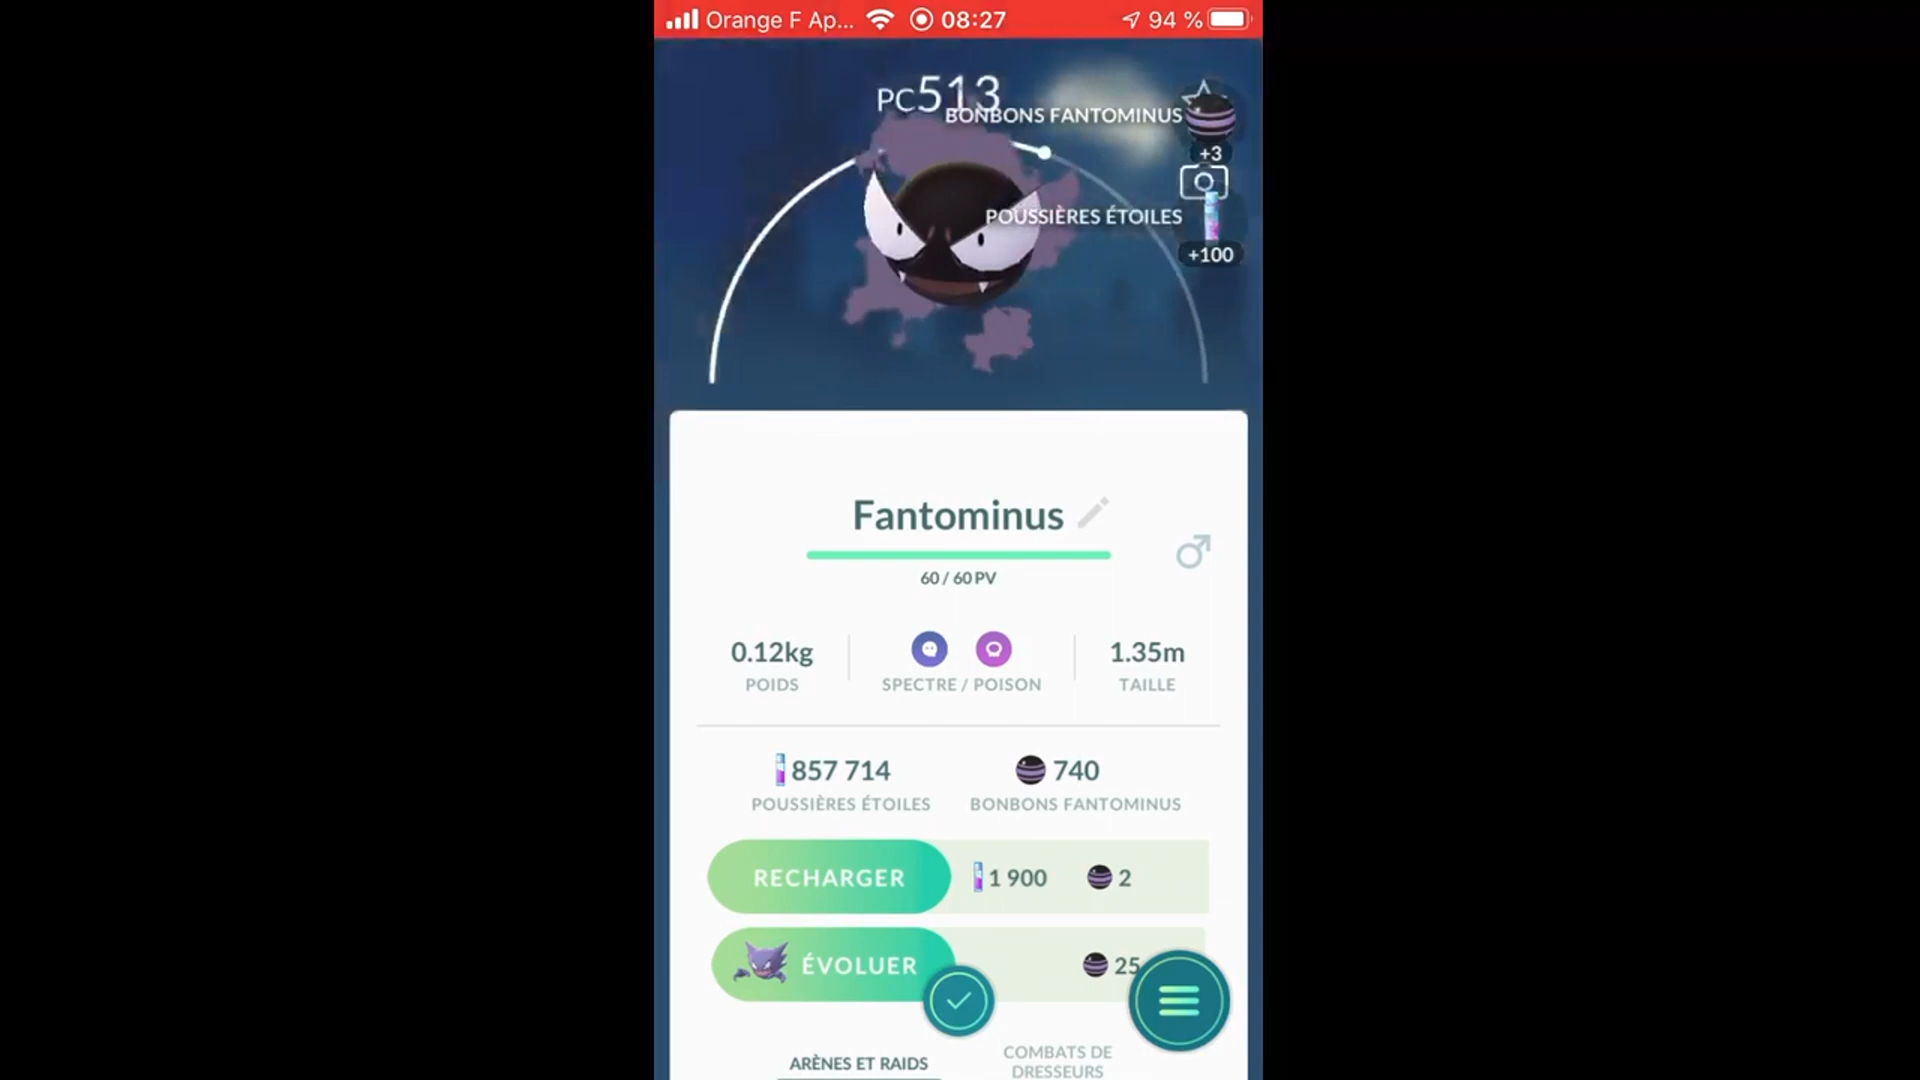 Orange F Ap... 08:27 94 %
PC513
BONBONS FANTOMINUS
+3
POUSSIÈRES ÉTOILES
+100
Fantominus
60 / 60 PV
0.12kg 1.35m
POIDS SPECTRE / POISON TAILLE
857 714 740
POUSSIÈRES ÉTOILES BONBONS FANTOMINUS
RECHARGER 1 900 2
ÉVOLUER 25
ARÈNES ET RAIDS
COMBATS DE
DRESSEURS